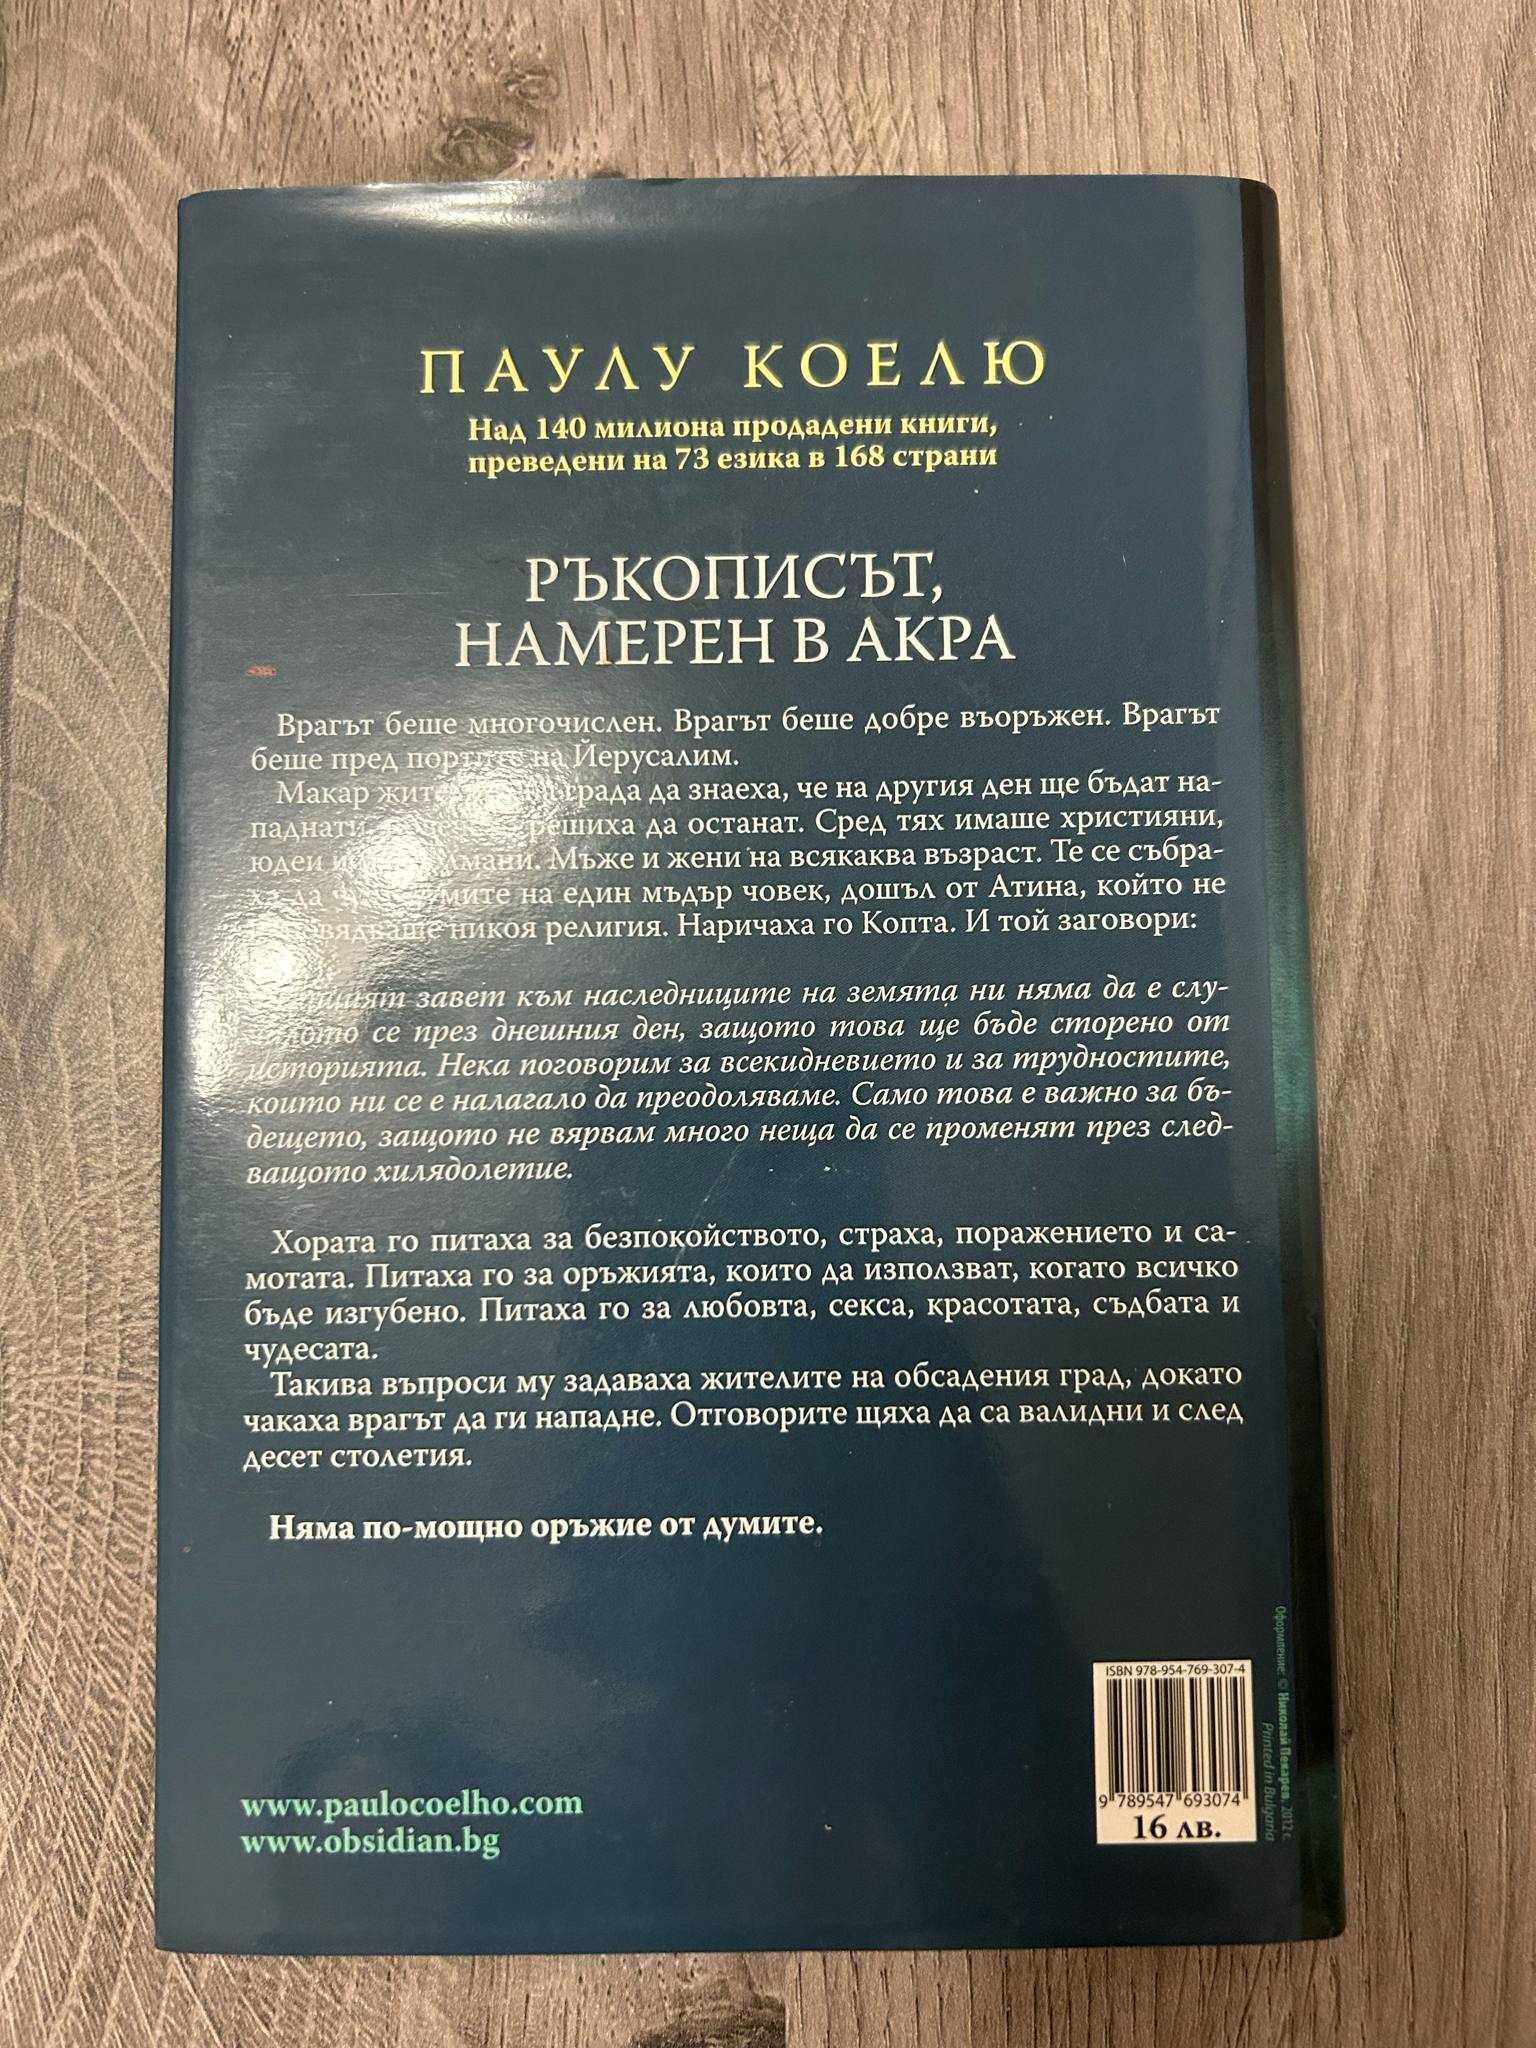 ПАУЛУ КОЕЛЮ
Над 140 милиона продадени книги,
преведени на 73 езика в 168 страни
РЪКОПИСЪТ,
НАМЕРЕН В АКРА
Врагът беше многочислен. Врагът беше добре въоръжен. Врагът
беше пред портите на Йерусалим.
Макар града да знаеха, че на другия ден ще бъдат на-
паднати, решиха да останат. Сред тях имаше християни,
юдеи и Мъже и жени на всякаква възраст. Те се събра-
ха да на един мъдър човек, дошъл от Атина, който не
никоя религия. Наричаха го Копта. И той заговори:
завет към наследниците на земята ни няма да е слу-
се през днешния ден, защото това ще бъде сторено от
историята. Нека поговорим за всекидневието и за трудностите,
които ни се е налагало да преодоляваме. Само това е важно за бъ-
дещето, защото не вярвам много неща да се променят през след-
ващото хилядолетие.
Хората го питаха за безпокойството, страха, поражението и са-
мотата. Питаха го за оръжията, които да използват, когато всичко
бъде изгубено. Питаха го за любовта, секса, красотата, съдбата и
чудесата.
Такива въпроси му задаваха жителите на обсадения град, докато
чакаха врагът да ги нападне. Отговорите щяха да са валидни и след
десет столетия.
Няма по-мощно оръжие от думите.
www.paulocoelho.com
www.obsidian.bg
ISBN 978-954-769-307-4
9 789547 693074
16 лв.
Оформление: © Николай Пекарев, 2012 г.
Printed in Bulgaria